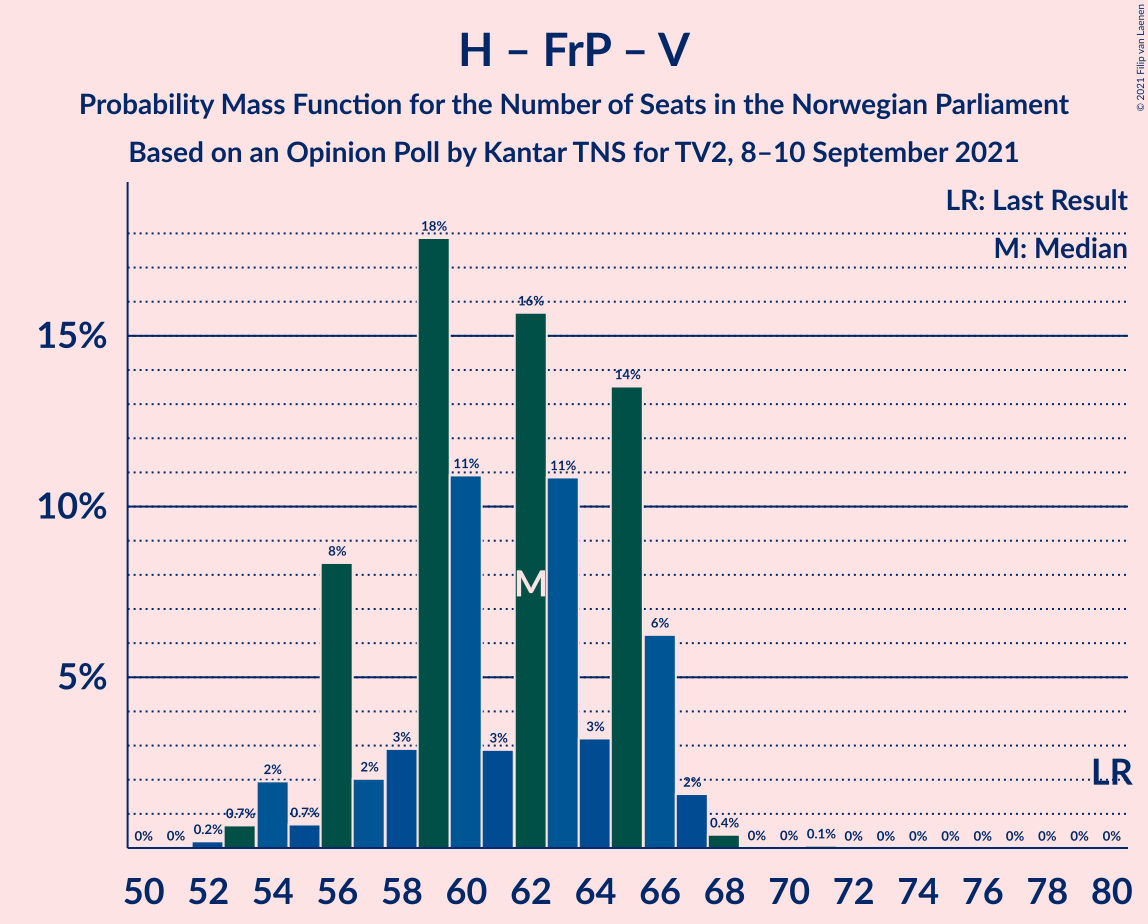 H – FrP – V
Probability Mass Function for the Number of Seats in the Norwegian Parliament
Based on an Opinion Poll by Kantar TNS for TV2, 8–10 September 2021
© 2021 Filip van Laenen
LR: Last Result
M: Median
15%
10%
5%
0% 0% 0.2% 0.7% 2% 0.7% 8% 2% 3% 18% 11% 3% 16% 11% 3% 14% 6% 2% 0.4% 0% 0% 0.1% 0% 0% 0% 0% 0% 0% 0% 0% 0%
M
LR
50 52 54 56 58 60 62 64 66 68 70 72 74 76 78 80